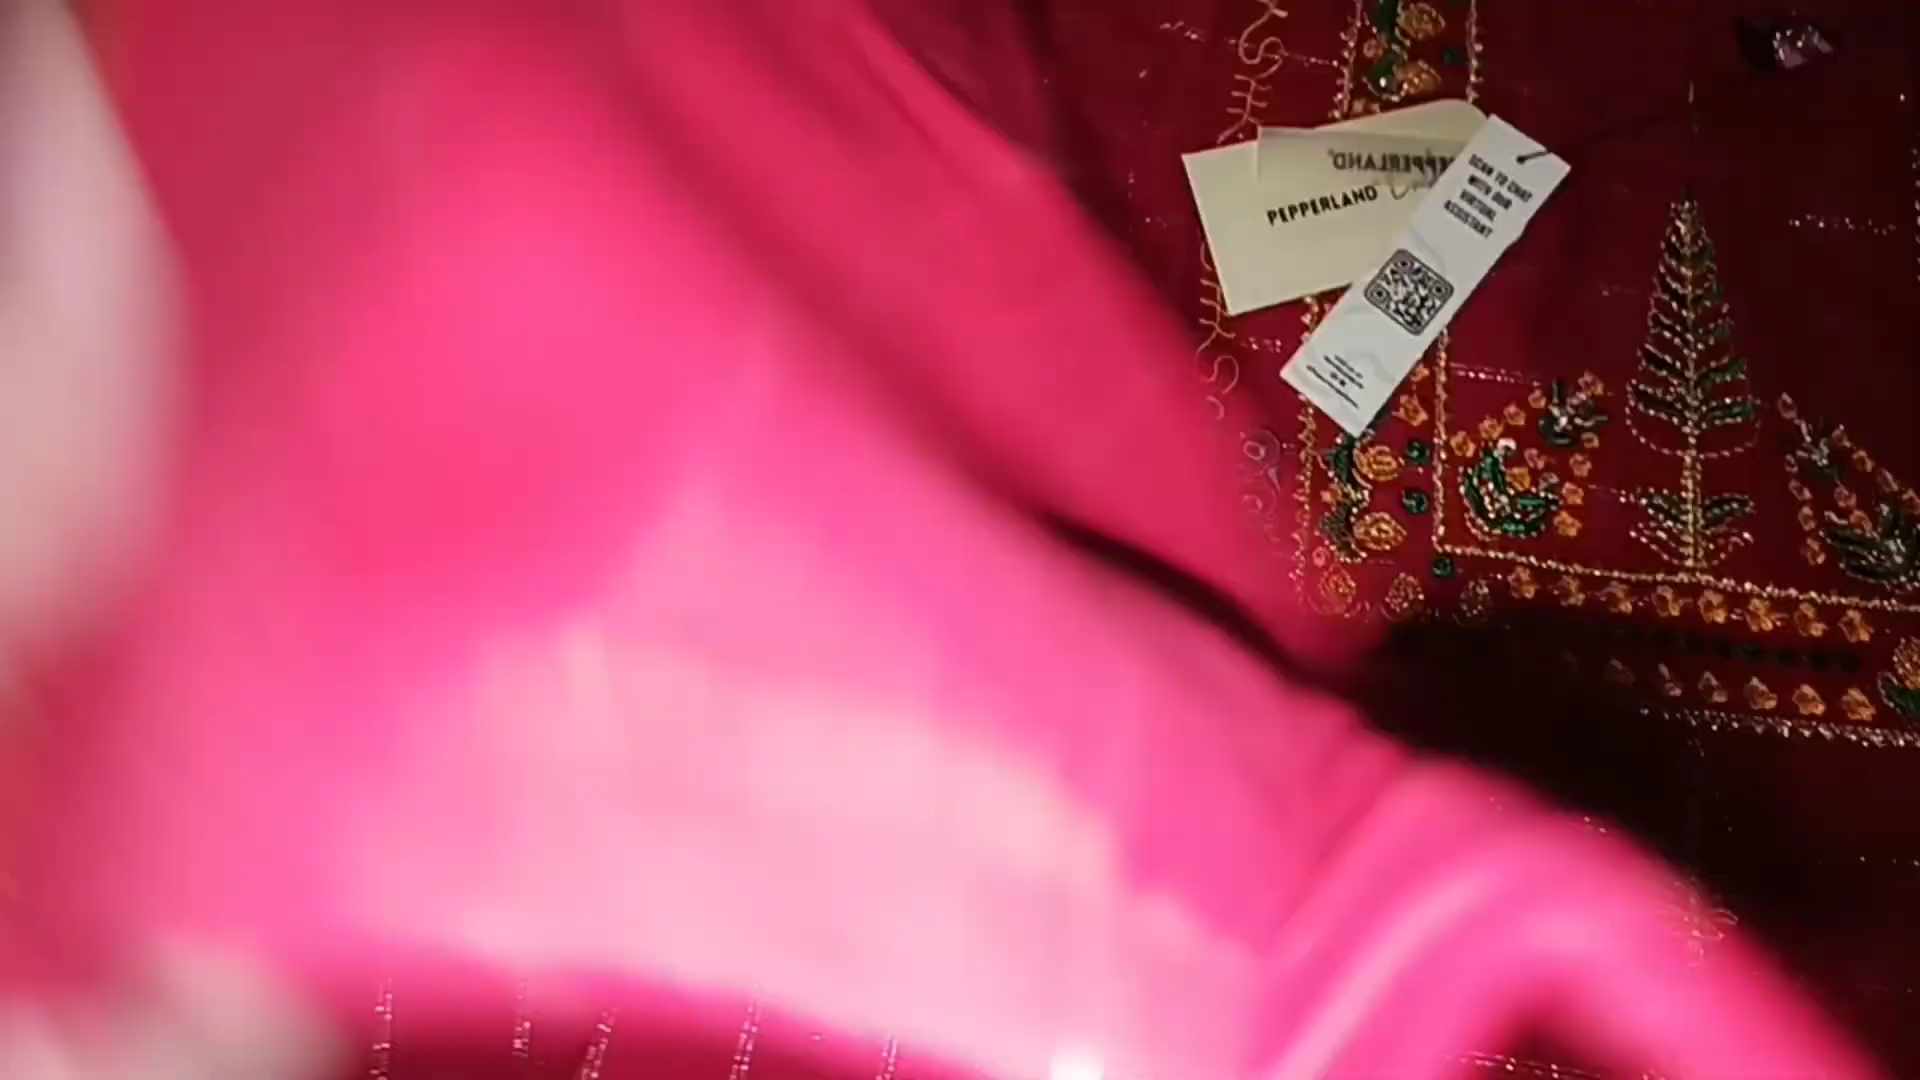 PEPPERLAND
PEPPERLAND
SCAN TO CHAT
WITH OUR
VIRTUAL
ASSISTANT